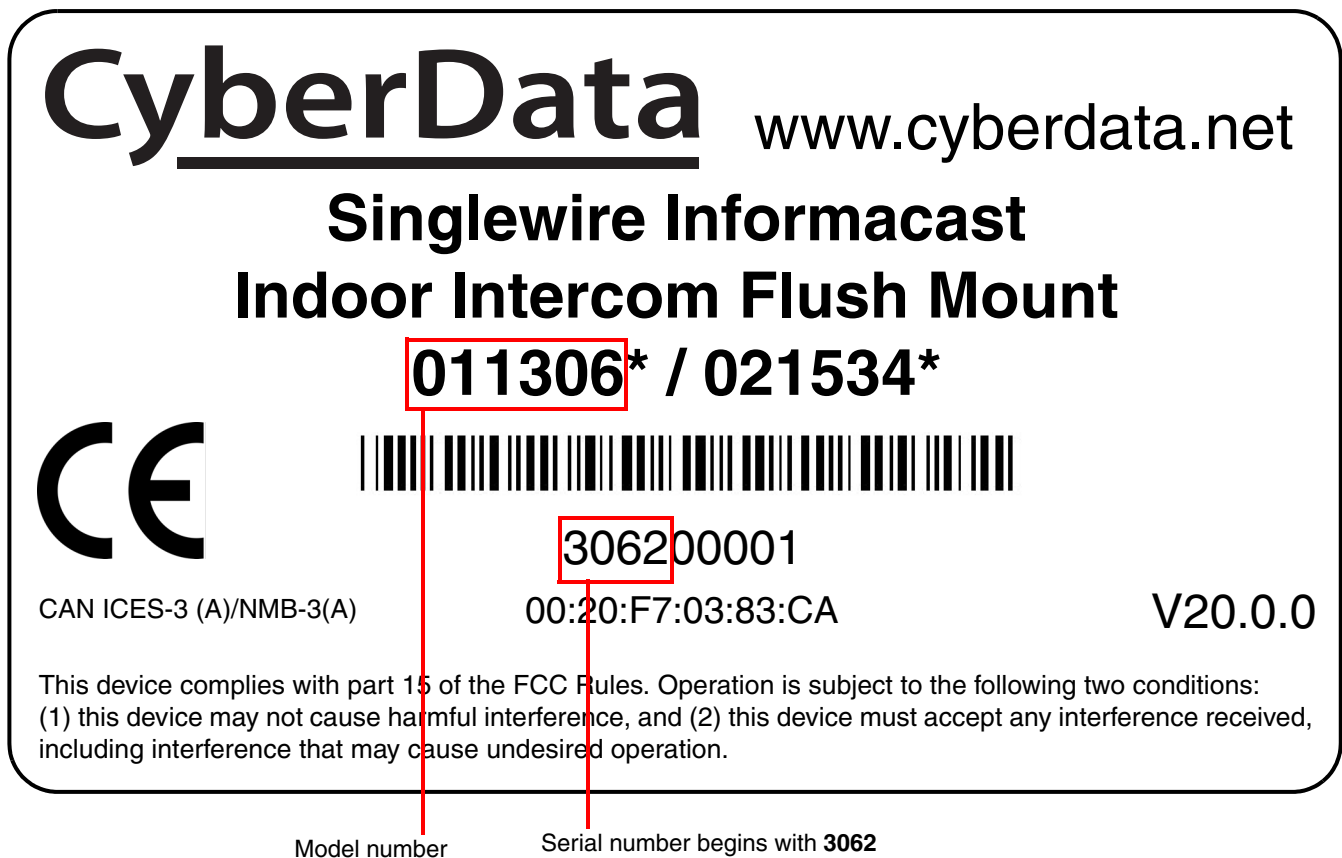 CyberData www.cyberdata.net
Singlewire Informacast
Indoor Intercom Flush Mount
011306* / 021534*
CE
306200001
CAN ICES-3 (A)/NMB-3(A) 00:20:F7:03:83:CA V20.0.0
This device complies with part 15 of the FCC Rules. Operation is subject to the following two conditions:
(1) this device may not cause harmful interference, and (2) this device must accept any interference received,
including interference that may cause undesired operation.
Model number Serial number begins with 3062